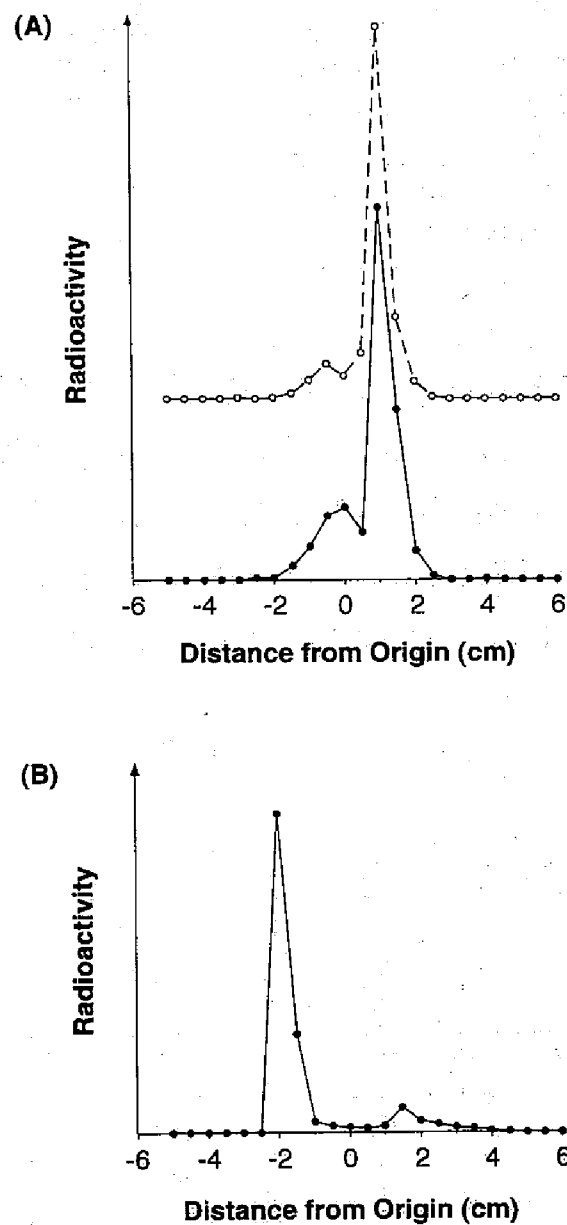 (A)
Radioactivity
-6 -4 -2 0 2 4 6
Distance from Origin (cm)
(B)
Radioactivity
-6 -4 -2 0 2 4 6
Distance from Origin (cm)